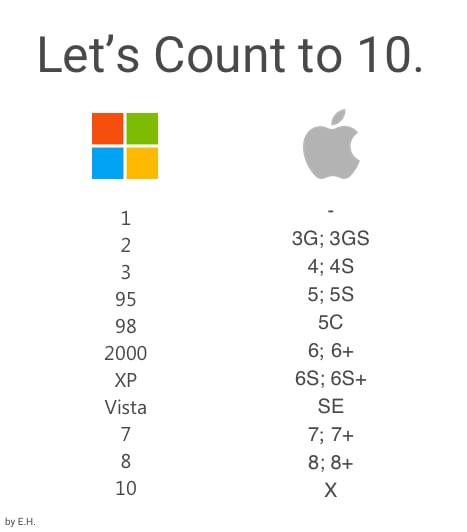 Let's Count to 10.
1
2
3
95
98
2000
XP
Vista
7
8
10
-
3G; 3GS
4; 4S
5; 5S
5C
6; 6+
6S; 6S+
SE
7; 7+
8; 8+
X
by E.H.